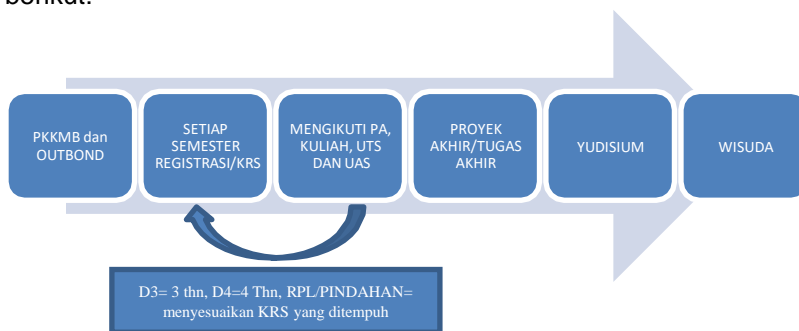 berikut:
PKKMB dan
OUTBOND
SETIAP
SEMESTER
REGISTRASI/KRS
MENGIKUTI PA,
KULIAH, UTS
DAN UAS
PROYEK
AKHIR/TUGAS
AKHIR
YUDISIUM
WISUDA
D3= 3 thn, D4=4 Thn, RPL/PINDAHAN=
menyesuaikan KRS yang ditempuh